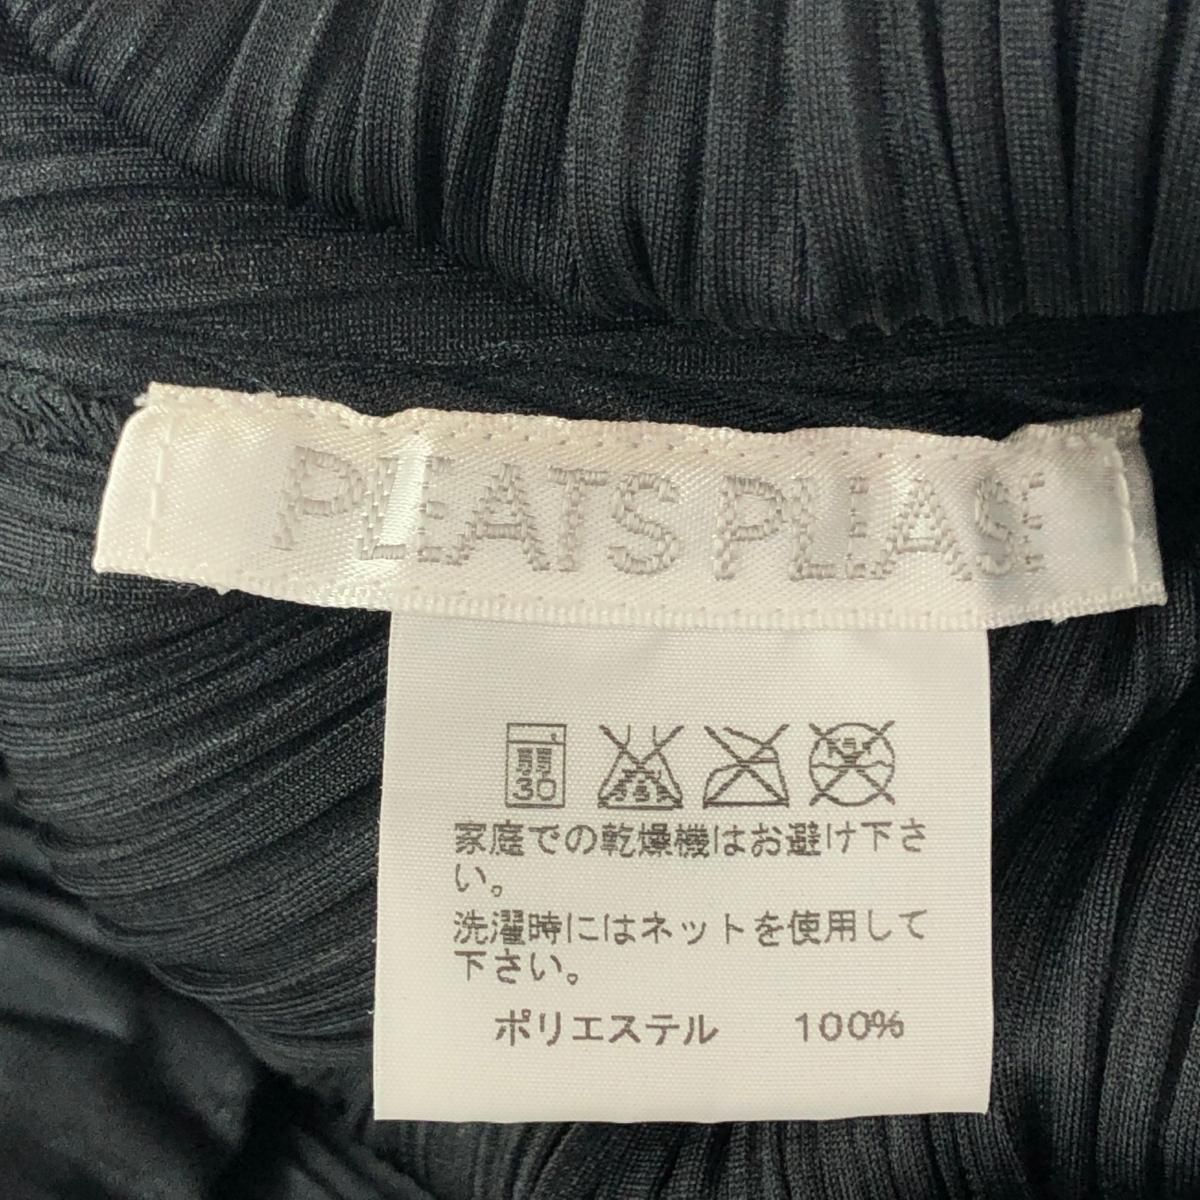 PLEATS PLEASE
弱
30
家庭での乾燥機はお避け下さ
い。
洗濯時にはネットを使用して
下さい。
ポリエステル 100%